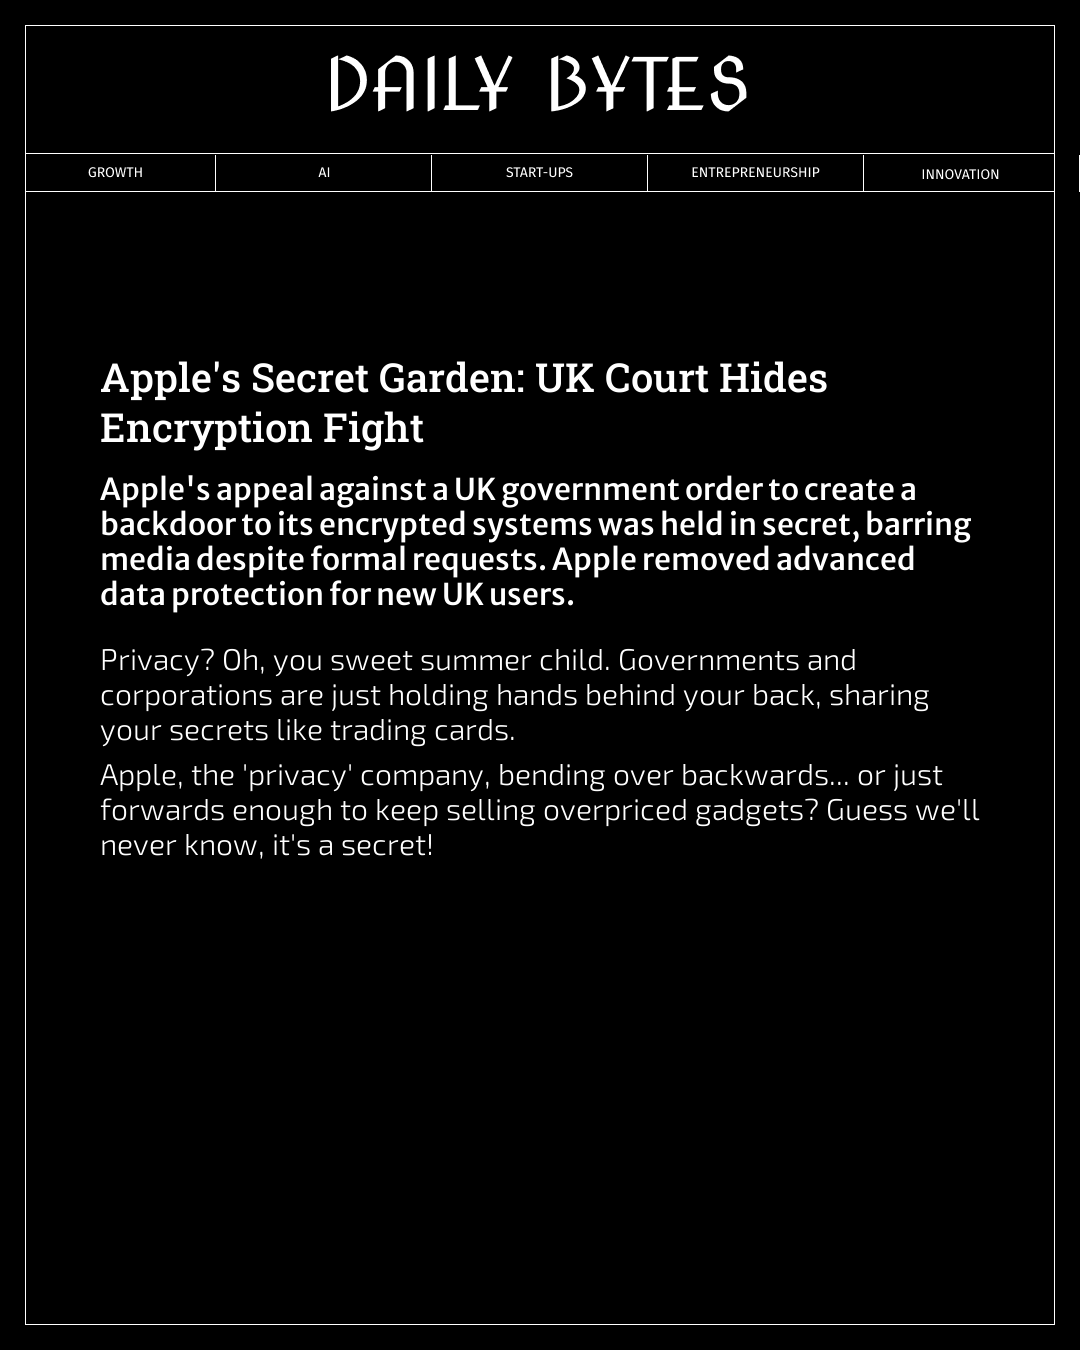 DAILY BYTES
GROWTH
AI
START-UPS
ENTREPRENEURSHIP
INNOVATION
Apple's Secret Garden: UK Court Hides
Encryption Fight
Apple's appeal against a UK government order to create a
backdoor to its encrypted systems was held in secret, barring
media despite formal requests. Apple removed advanced
data protection for new UK users.
Privacy? Oh, you sweet summer child. Governments and
corporations are just holding hands behind your back, sharing
your secrets like trading cards.
Apple, the 'privacy' company, bending over backwards... or just
forwards enough to keep selling overpriced gadgets? Guess we'll
never know, it's a secret!